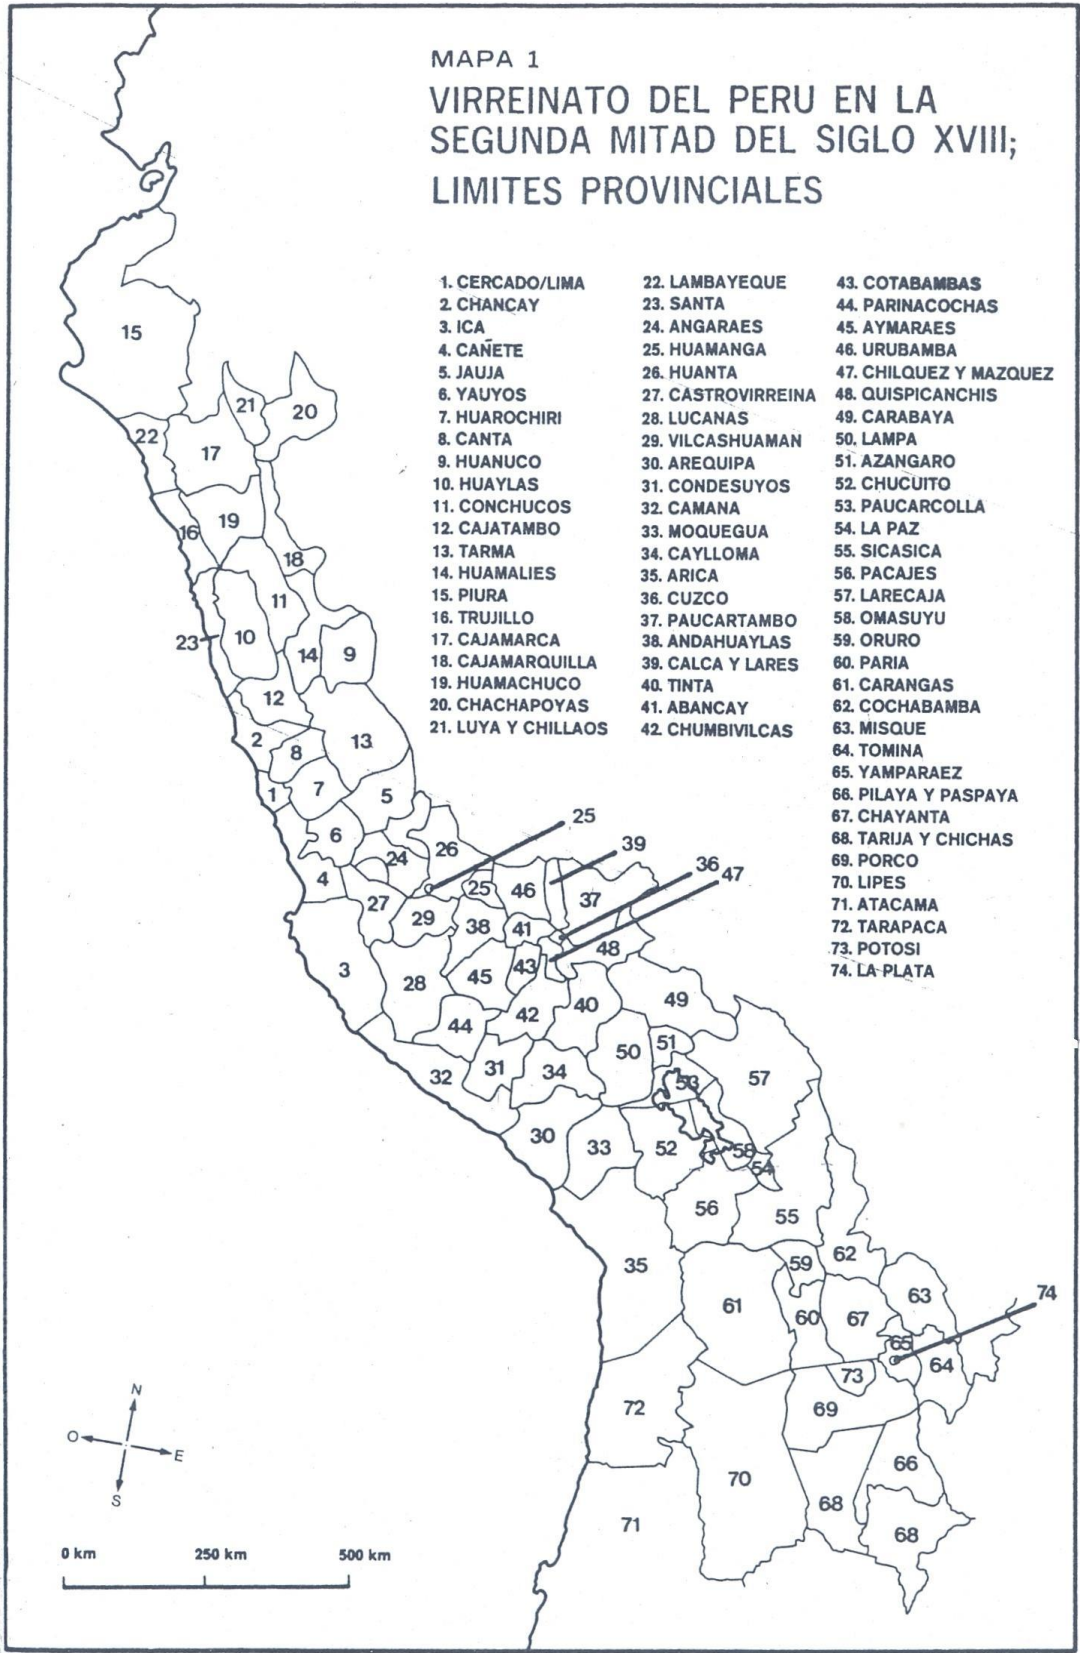 MAPA 1
VIRREINATO DEL PERU EN LA
SEGUNDA MITAD DEL SIGLO XVIII;
LIMITES PROVINCIALES
1. CERCADO/LIMA
2. CHANCAY
3. ICA
4. CAÑETE
5. JAUJA
6. YAUYOS
7. HUAROCHIRI
8. CANTA
9. HUANUCO
10. HUAYLAS
11. CONCHUCOS
12. CAJATAMBO
13. TARMA
14. HUAMALIES
15. PIURA
16. TRUJILLO
17. CAJAMARCA
18. CAJAMARQUILLA
19. HUAMACHUCO
20. CHACHAPOYAS
21. LUYA Y CHILLAOS
22. LAMBAYEQUE
23. SANTA
24. ANGARAES
25. HUAMANGA
26. HUANTA
27. CASTROVIRREINA
28. LUCANAS
29. VILCASHUAMAN
30. AREQUIPA
31. CONDESUYOS
32. CAMANA
33. MOQUEGUA
34. CAYLLOMA
35. ARICA
36. CUZCO
37. PAUCARTAMBO
38. ANDAHUAYLAS
39. CALCA Y LARES
40. TINTA
41. ABANCAY
42. CHUMBIVILCAS
43. COTABAMBAS
44. PARINACOCHAS
45. AYMARAES
46. URUBAMBA
47. CHILQUEZ Y MAZQUEZ
48. QUISPICANCHIS
49. CARABAYA
50. LAMPA
51. AZANGARO
52. CHUCUITO
53. PAUCARCOLLA
54. LA PAZ
55. SICASICA
56. PACAJES
57. LARECAJA
58. OMASUYU
59. ORURO
60. PARIA
61. CARANGAS
62. COCHABAMBA
63. MISQUE
64. TOMINA
65. YAMPARAEZ
66. PILAYA Y PASPAYA
67. CHAYANTA
68. TARIJA Y CHICHAS
69. PORCO
70. LIPES
71. ATACAMA
72. TARAPACA
73. POTOSI
74. LA PLATA
15
21
20
22
17
16
19
18
11
23
10
14
9
12
2
8
13
1
7
5
25
6
26
39
24
36
4
25
46
37
47
27
29
38
41
48
3
28
45
43
40
49
44
42
51
50
32
31
34
53
57
30
33
52
58
54
56
55
35
59
62
61
60
67
63
74
65
73
64
72
69
70
66
68
71
68
N
O
E
S
0 km
250 km
500 km